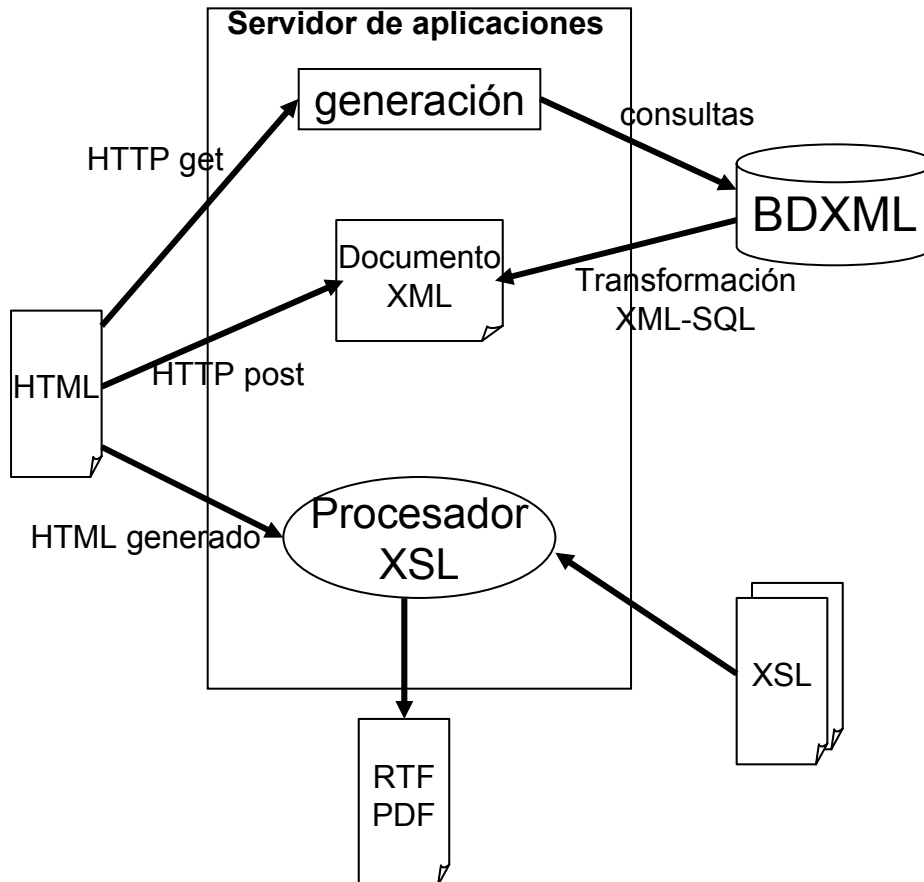 Servidor de aplicaciones
generación
consultas
HTTP get
BDXML
Documento
XML
Transformación
XML-SQL
HTML
HTTP post
Procesador
XSL
HTML generado
XSL
RTF
PDF